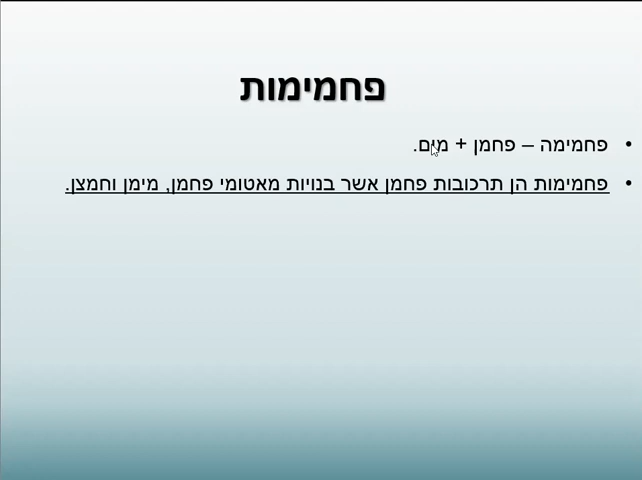 פחמימות
• פחמימה – פחמן + מים.
• פחמימות הן תרכובות פחמן אשר בנויות מאטומי פחמן, מימן וחמצן.